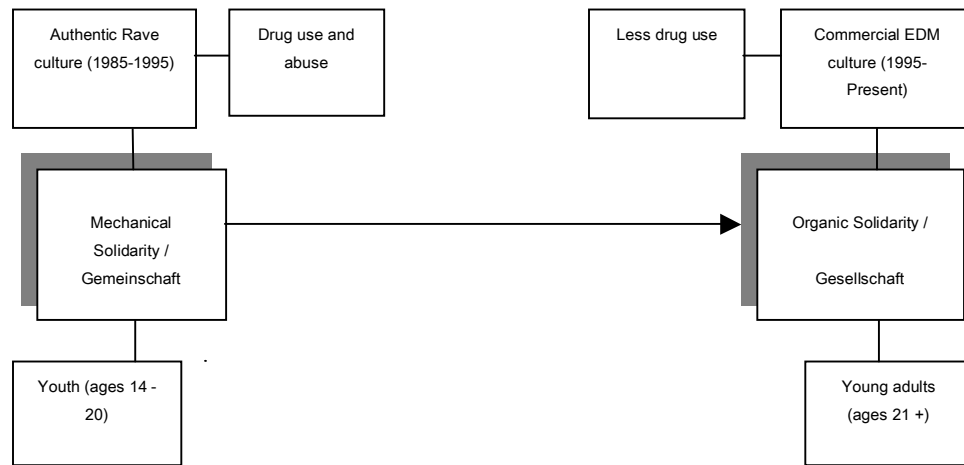 Authentic Rave
culture (1985-1995)
Drug use and
abuse
Less drug use
Commercial EDM
culture (1995-
Present)
Mechanical
Solidarity /
Gemeinschaft
Organic Solidarity /
Gesellschaft
Youth (ages 14 -
20)
.
Young adults
(ages 21 +)